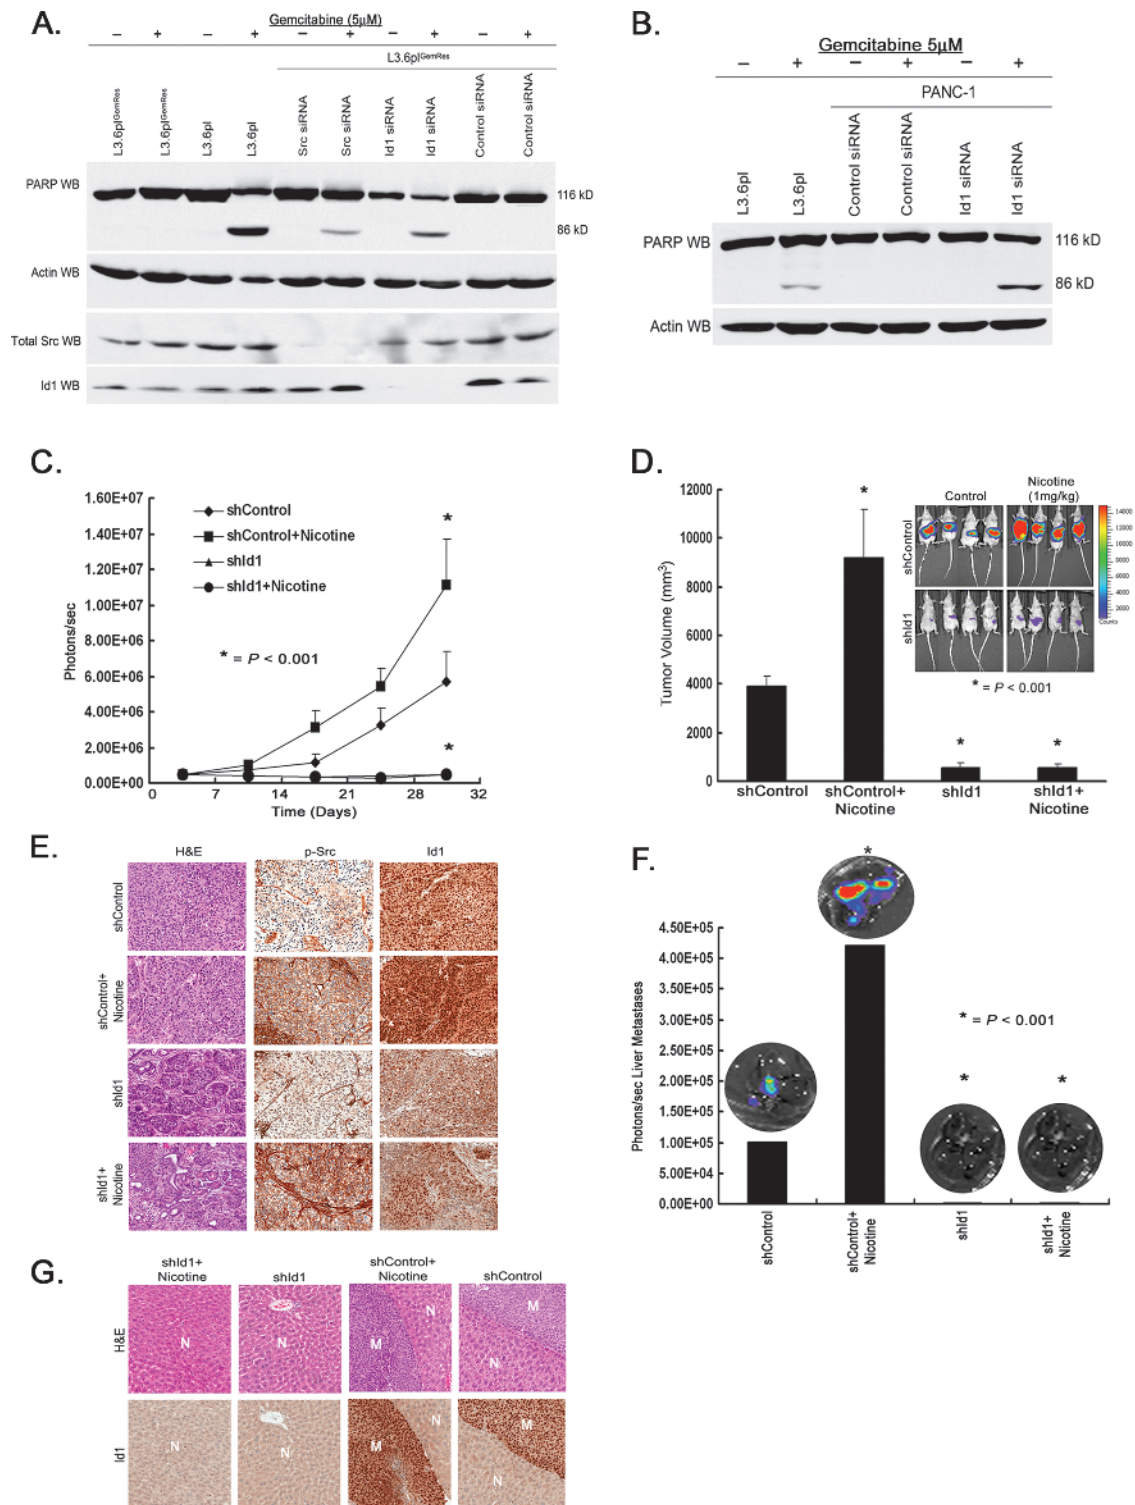 A.
Gemcitabine (5µM)
– + – + – + – + – +
L3.6pl^GemRes
L3.6pl^GemRes
L3.6pl^GemRes
L3.6pl
L3.6pl
Src siRNA
Src siRNA
Id1 siRNA
Id1 siRNA
Control siRNA
Control siRNA
PARP WB
116 kD
86 kD
Actin WB
Total Src WB
Id1 WB
B.
Gemcitabine 5µM
– + – + – +
PANC-1
L3.6pl
L3.6pl
Control siRNA
Control siRNA
Id1 siRNA
Id1 siRNA
PARP WB
116 kD
86 kD
Actin WB
C.
Photons/sec
1.60E+07
1.40E+07
1.20E+07
1.00E+07
8.00E+06
6.00E+06
4.00E+06
2.00E+06
0.00E+00
0 7 14 21 28 32
Time (Days)
shControl
shControl+Nicotine
shId1
shId1+Nicotine
* = P < 0.001
*
*
D.
Tumor Volume (mm³)
12000
10000
8000
6000
4000
2000
0
*
*
*
shControl
shControl+
Nicotine
shId1
shId1+
Nicotine
Control
Nicotine
(1mg/kg)
shControl
shId1
14000
12000
10000
8000
6000
4000
2000
Counts
* = P < 0.001
E.
H&E p-Src Id1
shControl
shControl+
Nicotine
shId1
shId1+
Nicotine
F.
Photons/sec Liver Metastases
4.50E+05
4.00E+05
3.50E+05
3.00E+05
2.50E+05
2.00E+05
1.50E+05
1.00E+05
5.00E+04
0.00E+00
*
* = P < 0.001
* *
shControl
shControl+
Nicotine
shId1
shId1+
Nicotine
G.
shId1+
Nicotine
shId1
shControl+
Nicotine
shControl
H&E
N
N
M N
M N
Id1
N
N
M N
M N